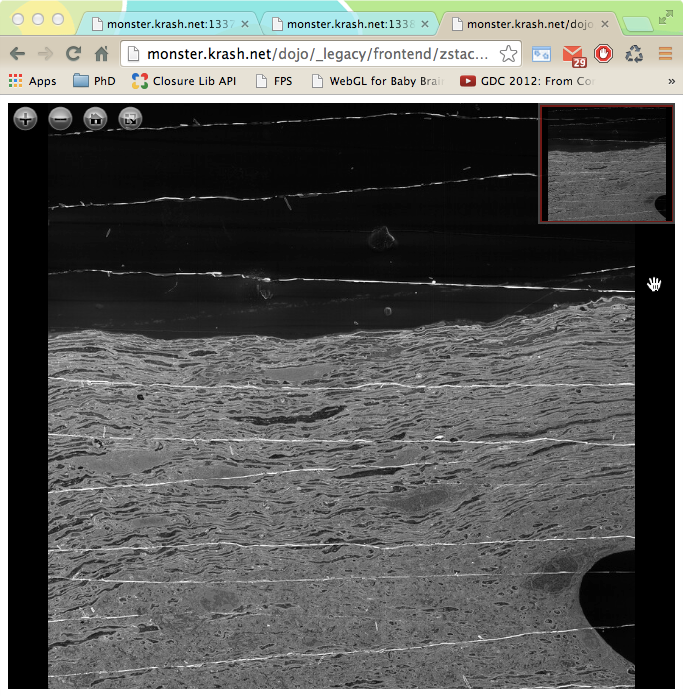 monster.krash.net:1337
monster.krash.net:1338
monster.krash.net/dojo
monster.krash.net/dojo/_legacy/frontend/zstac...
29
Apps
PhD
Closure Lib API
FPS
WebGL for Baby Brain
GDC 2012: From Co
»